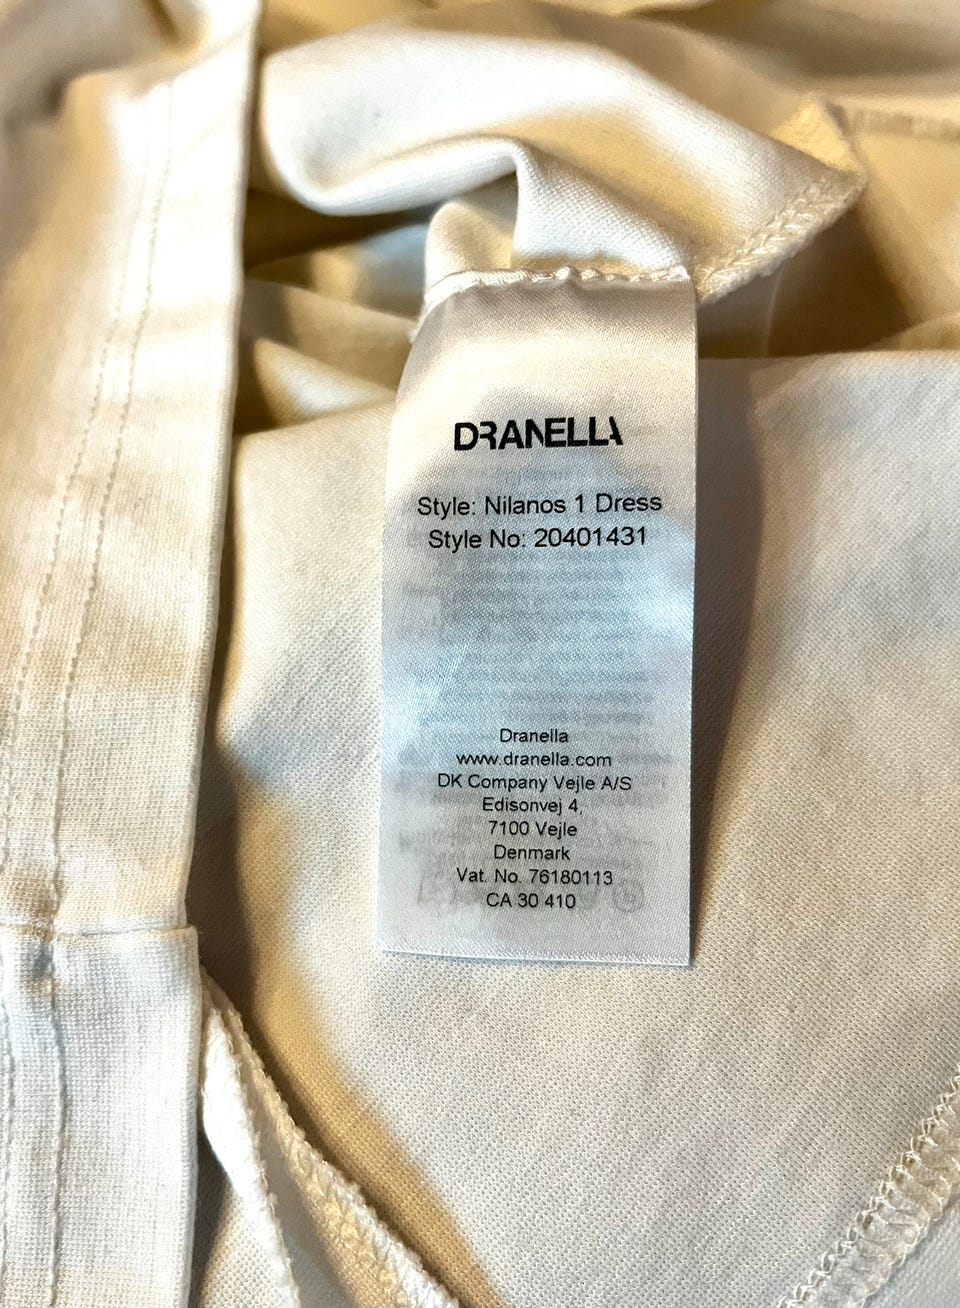 DRANELLA
Style: Nilanos 1 Dress
Style No: 20401431
Dranella
www.dranella.com
DK Company Vejle A/S
Edisonvej 4,
7100 Vejle
Denmark
Vat. No. 76180113
CA 30 410